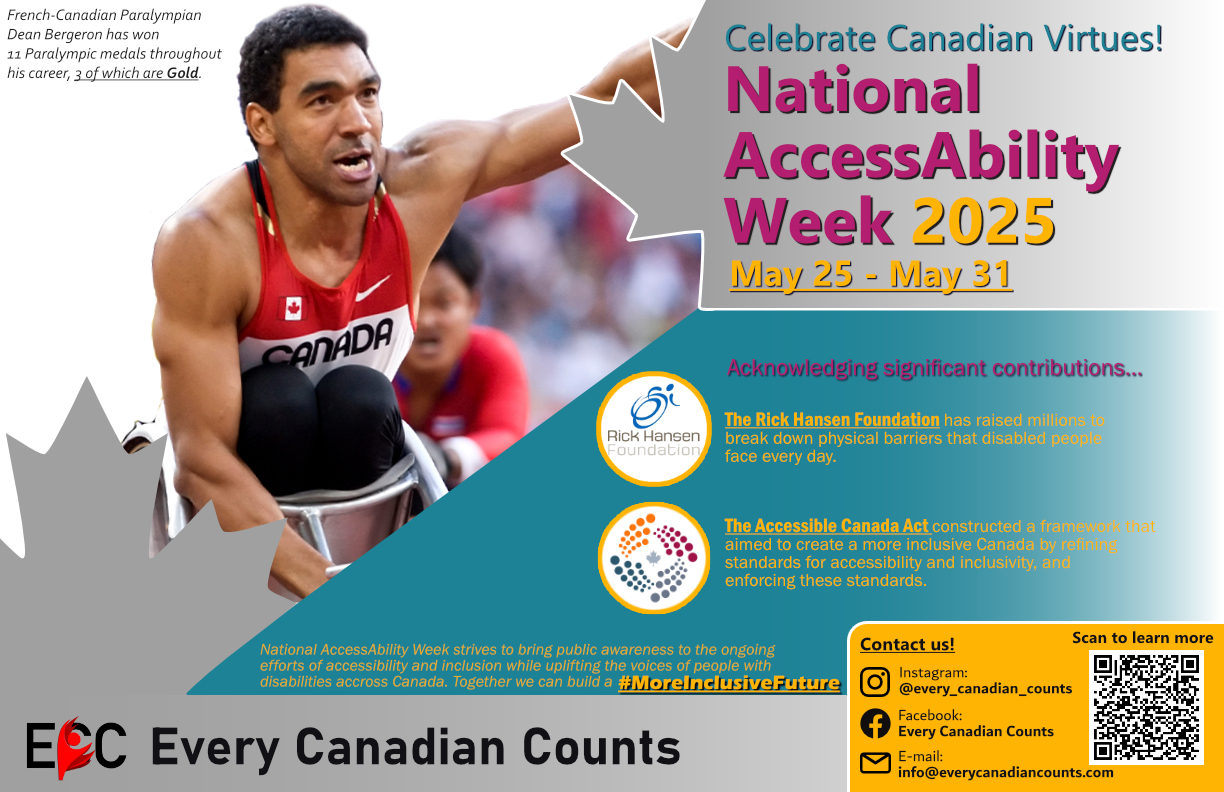 French-Canadian Paralympian
Dean Bergeron has won
11 Paralympic medals throughout
his career, 3 of which are Gold.
CANADA
Celebrate Canadian Virtues!
National
AccessAbility
Week 2025
May 25 - May 31
Acknowledging significant contributions...
Rick Hansen
Foundation
The Rick Hansen Foundation has raised millions to
break down physical barriers that disabled people
face every day.
The Accessible Canada Act constructed a framework that
aimed to create a more inclusive Canada by refining
standards for accessibility and inclusivity, and
enforcing these standards.
National AccessAbility Week strives to bring public awareness to the ongoing
efforts of accessibility and inclusion while uplifting the voices of people with
disabilities accross Canada. Together we can build a #MoreInclusiveFuture
ECC Every Canadian Counts
Contact us!
Instagram:
@every_canadian_counts
Facebook:
Every Canadian Counts
E-mail:
info@everycanadiancounts.com
Scan to learn more